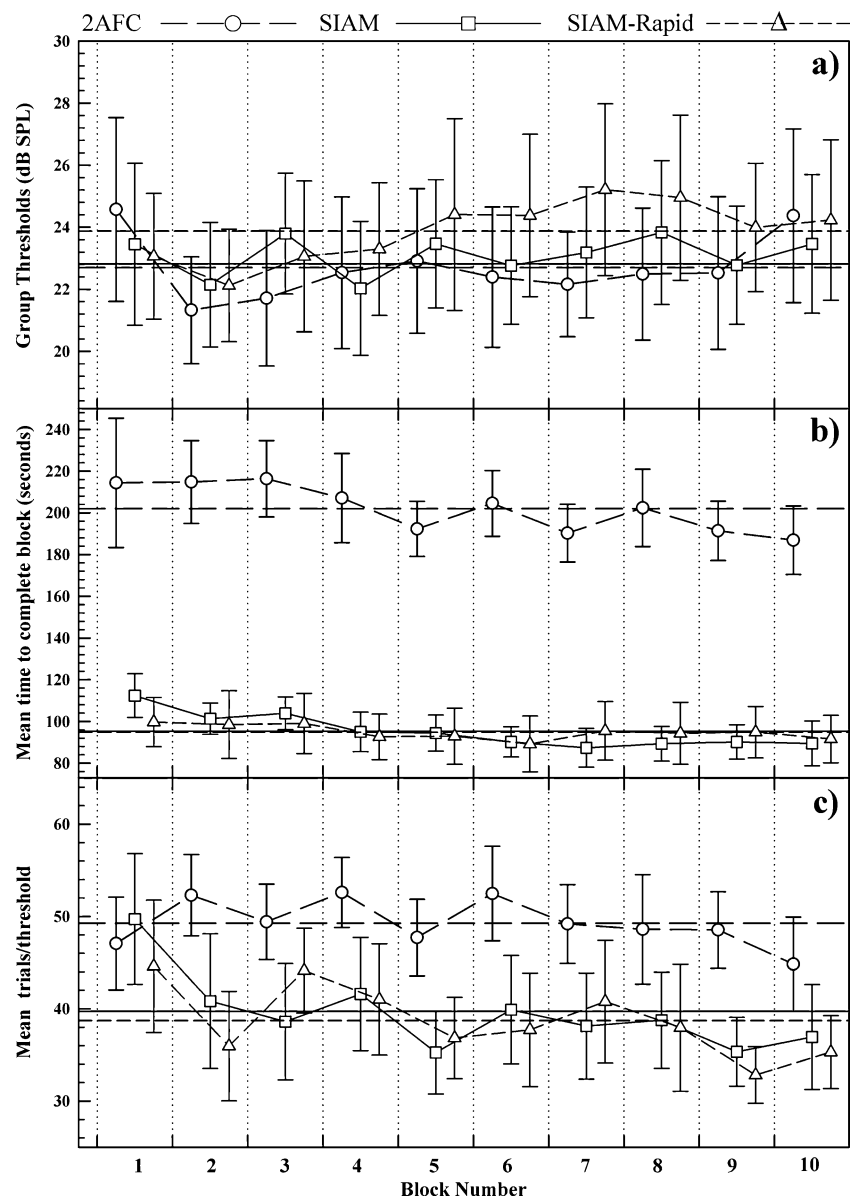 2AFC SIAM SIAM-Rapid
a)
Group Thresholds (dB SPL)
30
28
26
24
22
20
b)
Mean time to complete block (seconds)
240
220
200
180
160
140
120
100
80
c)
Mean trials/threshold
60
50
40
30
1 2 3 4 5 6 7 8 9 10
Block Number